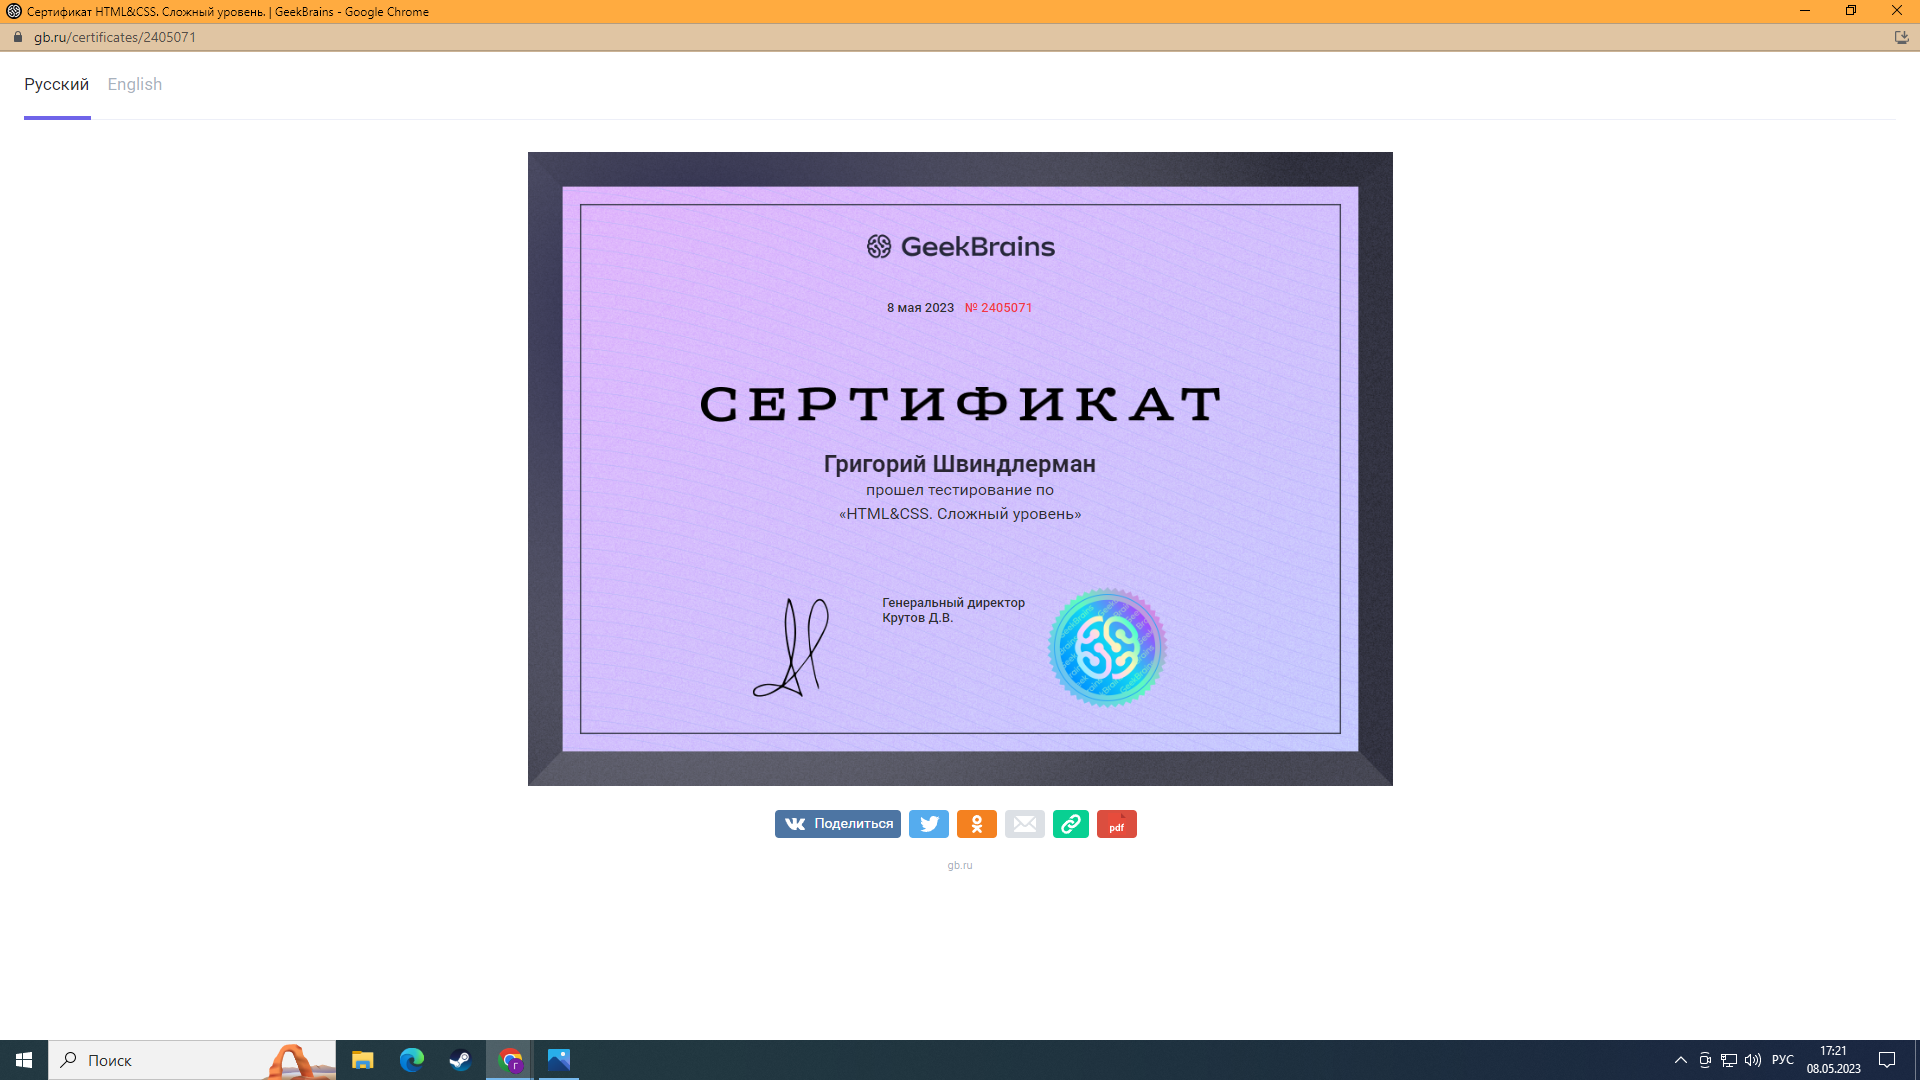 Сертификат HTML&CSS. Сложный уровень. | GeekBrains - Google Chrome
gb.ru/certificates/2405071
Русский English
GeekBrains
8 мая 2023 № 2405071
СЕРТИФИКАТ
Григорий Швиндлерман
прошел тестирование по
«HTML&CSS. Сложный уровень»
Генеральный директор
Крутов Д.В.
Поделиться
pdf
gb.ru
Поиск
РУС
17:21
08.05.2023